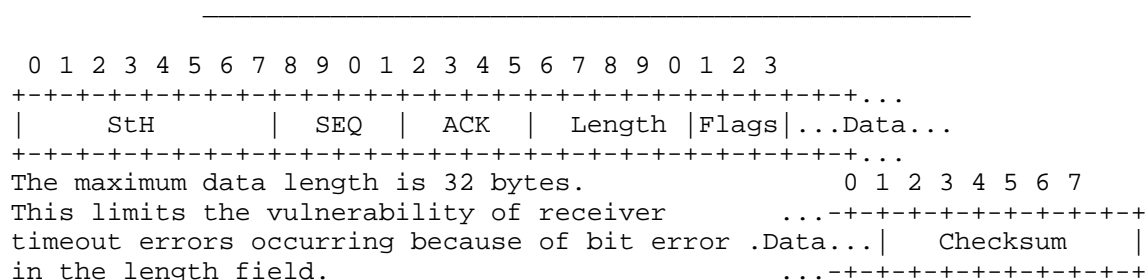 ________________________________________________
0 1 2 3 4 5 6 7 8 9 0 1 2 3 4 5 6 7 8 9 0 1 2 3
+-+-+-+-+-+-+-+-+-+-+-+-+-+-+-+-+-+-+-+-+-+-+-+-+-+-+...
|      StH       |  SEQ  |  ACK  |  Length |Flags|...Data...
+-+-+-+-+-+-+-+-+-+-+-+-+-+-+-+-+-+-+-+-+-+-+-+-+-+-+...
The maximum data length is 32 bytes.                0 1 2 3 4 5 6 7
This limits the vulnerability of receiver       ...-+-+-+-+-+-+-+-+-+-+-+
timeout errors occurring because of bit error .Data...|   Checksum    |
in the length field.                            ...-+-+-+-+-+-+-+-+-+-+-+